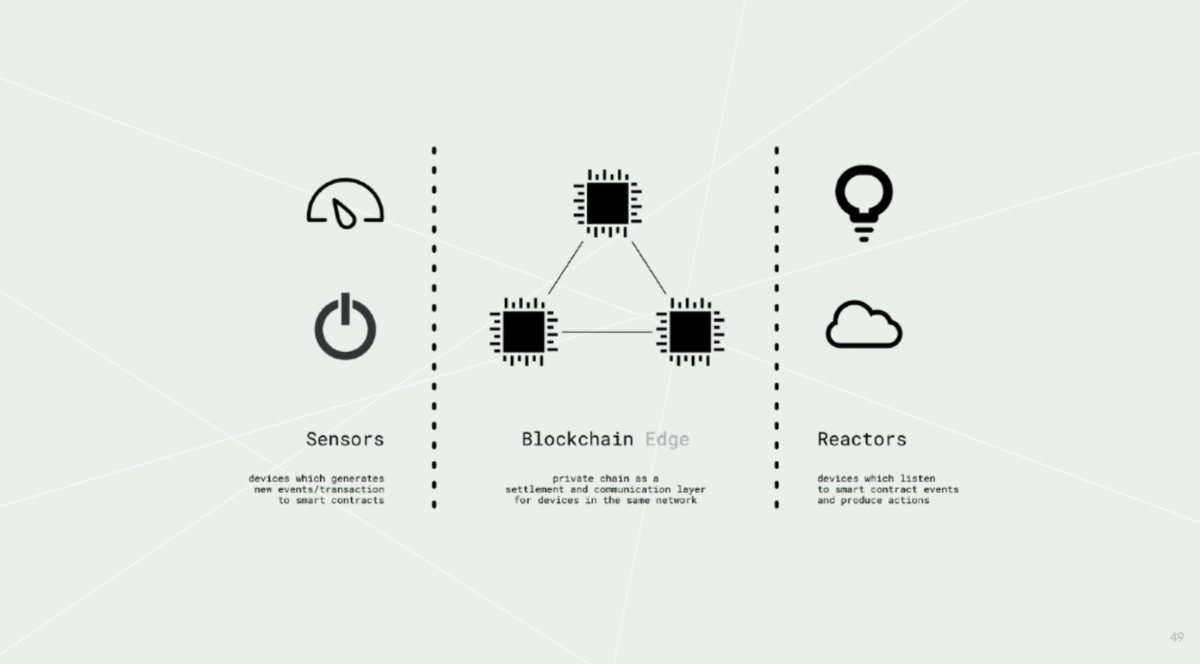 Sensors
devices which generates
new events/transaction
to smart contracts
Blockchain Edge
private chain as a
settlement and communication layer
for devices in the same network
Reactors
devices which listen
to smart contract events
and produce actions
49